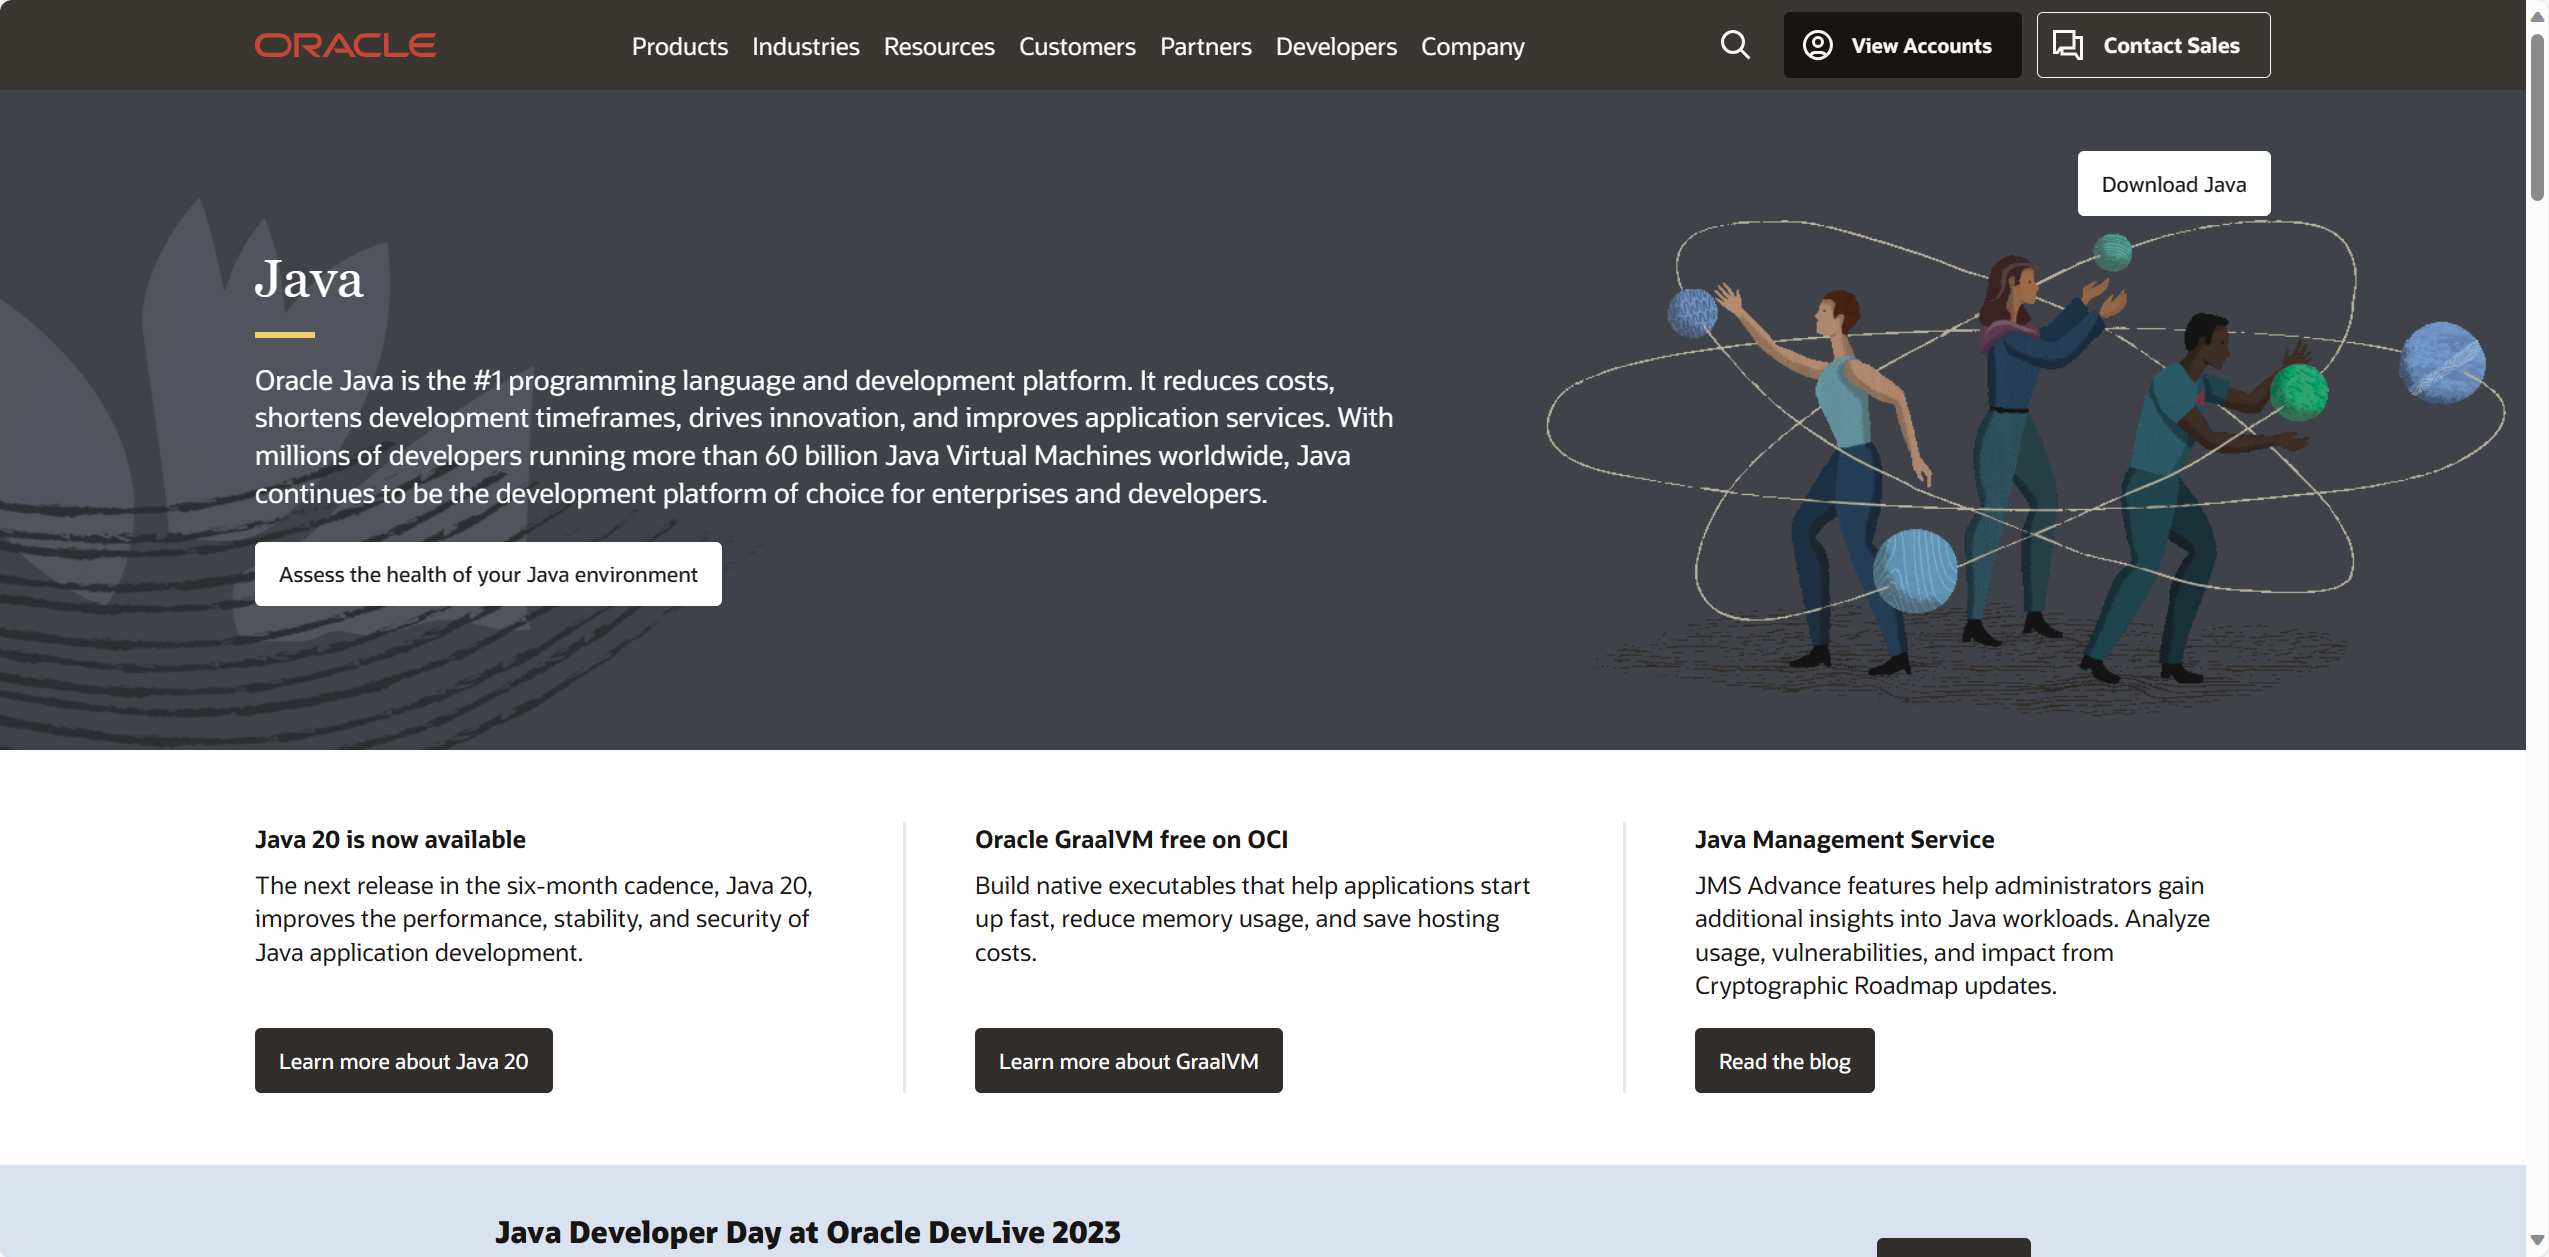 ORACLE
Products Industries Resources Customers Partners Developers Company
View Accounts
Contact Sales
Download Java
Java
Oracle Java is the #1 programming language and development platform. It reduces costs,
shortens development timeframes, drives innovation, and improves application services. With
millions of developers running more than 60 billion Java Virtual Machines worldwide, Java
continues to be the development platform of choice for enterprises and developers.
Assess the health of your Java environment
Java 20 is now available
The next release in the six-month cadence, Java 20,
improves the performance, stability, and security of
Java application development.
Learn more about Java 20
Oracle GraalVM free on OCI
Build native executables that help applications start
up fast, reduce memory usage, and save hosting
costs.
Learn more about GraalVM
Java Management Service
JMS Advance features help administrators gain
additional insights into Java workloads. Analyze
usage, vulnerabilities, and impact from
Cryptographic Roadmap updates.
Read the blog
Java Developer Day at Oracle DevLive 2023